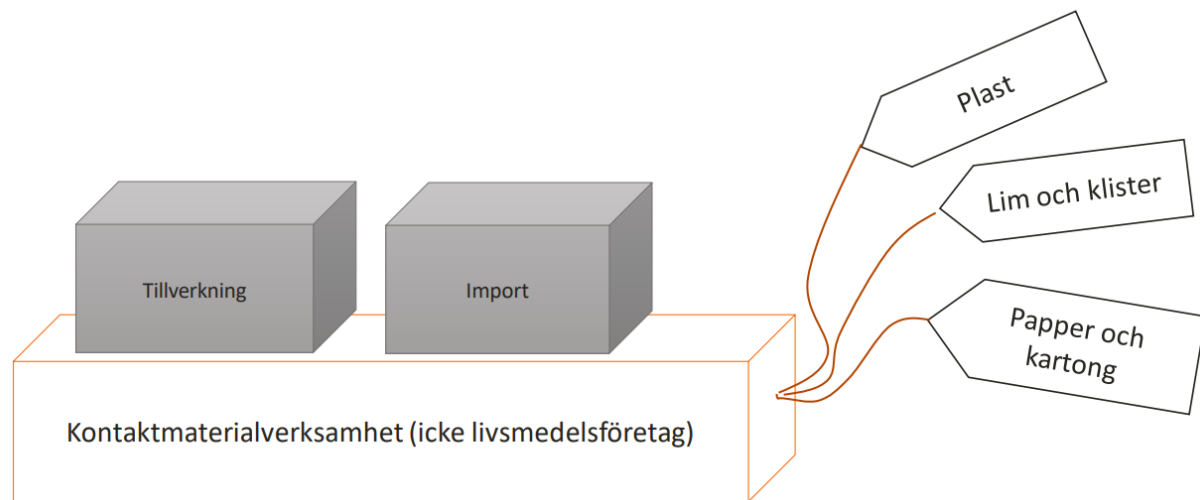 Plast
Lim och klister
Papper och
kartong
Tillverkning
Import
Kontaktmaterialverksamhet (icke livsmedelsföretag)